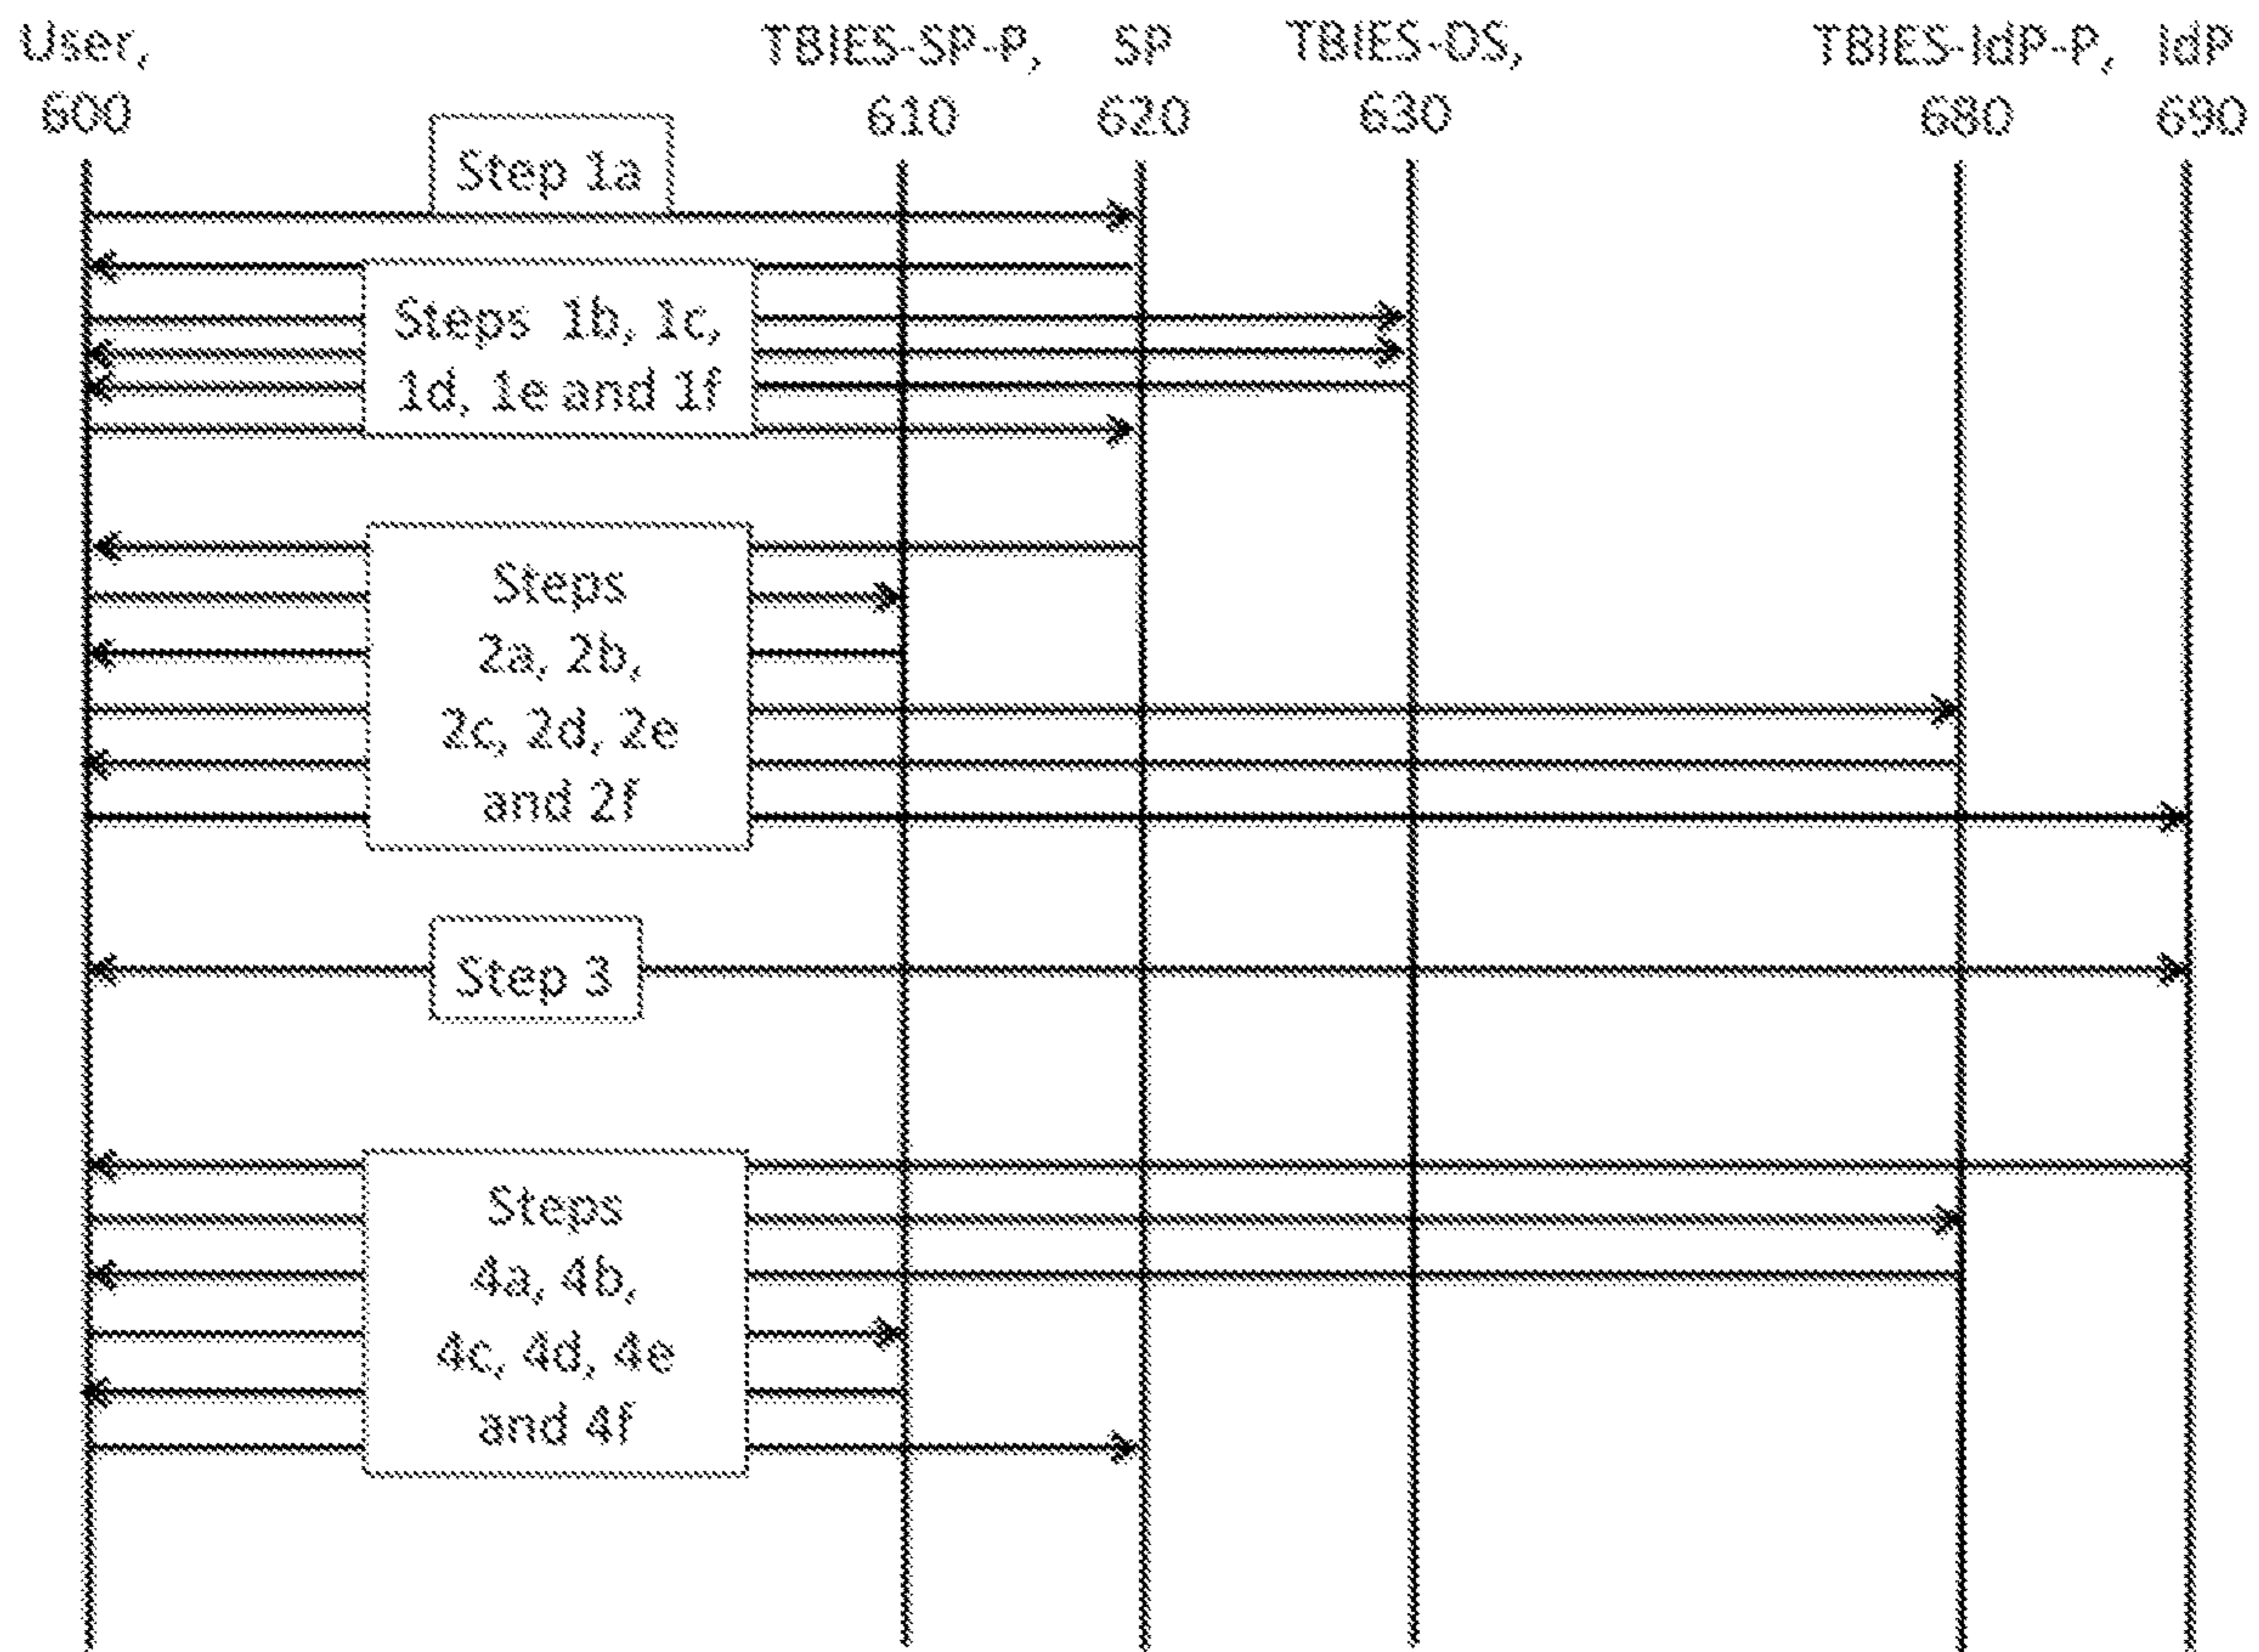 User, TBIES-SP-P, SP TBIES-DS, TBIES-IdP-P, IdP
600 610 620 630 680 690
Step 1a
Steps 1b, 1c,
1d, 1e and 1f
Steps
2a, 2b,
2c, 2d, 2e
and 2f
Step 3
Steps
4a, 4b,
4c, 4d, 4e
and 4f